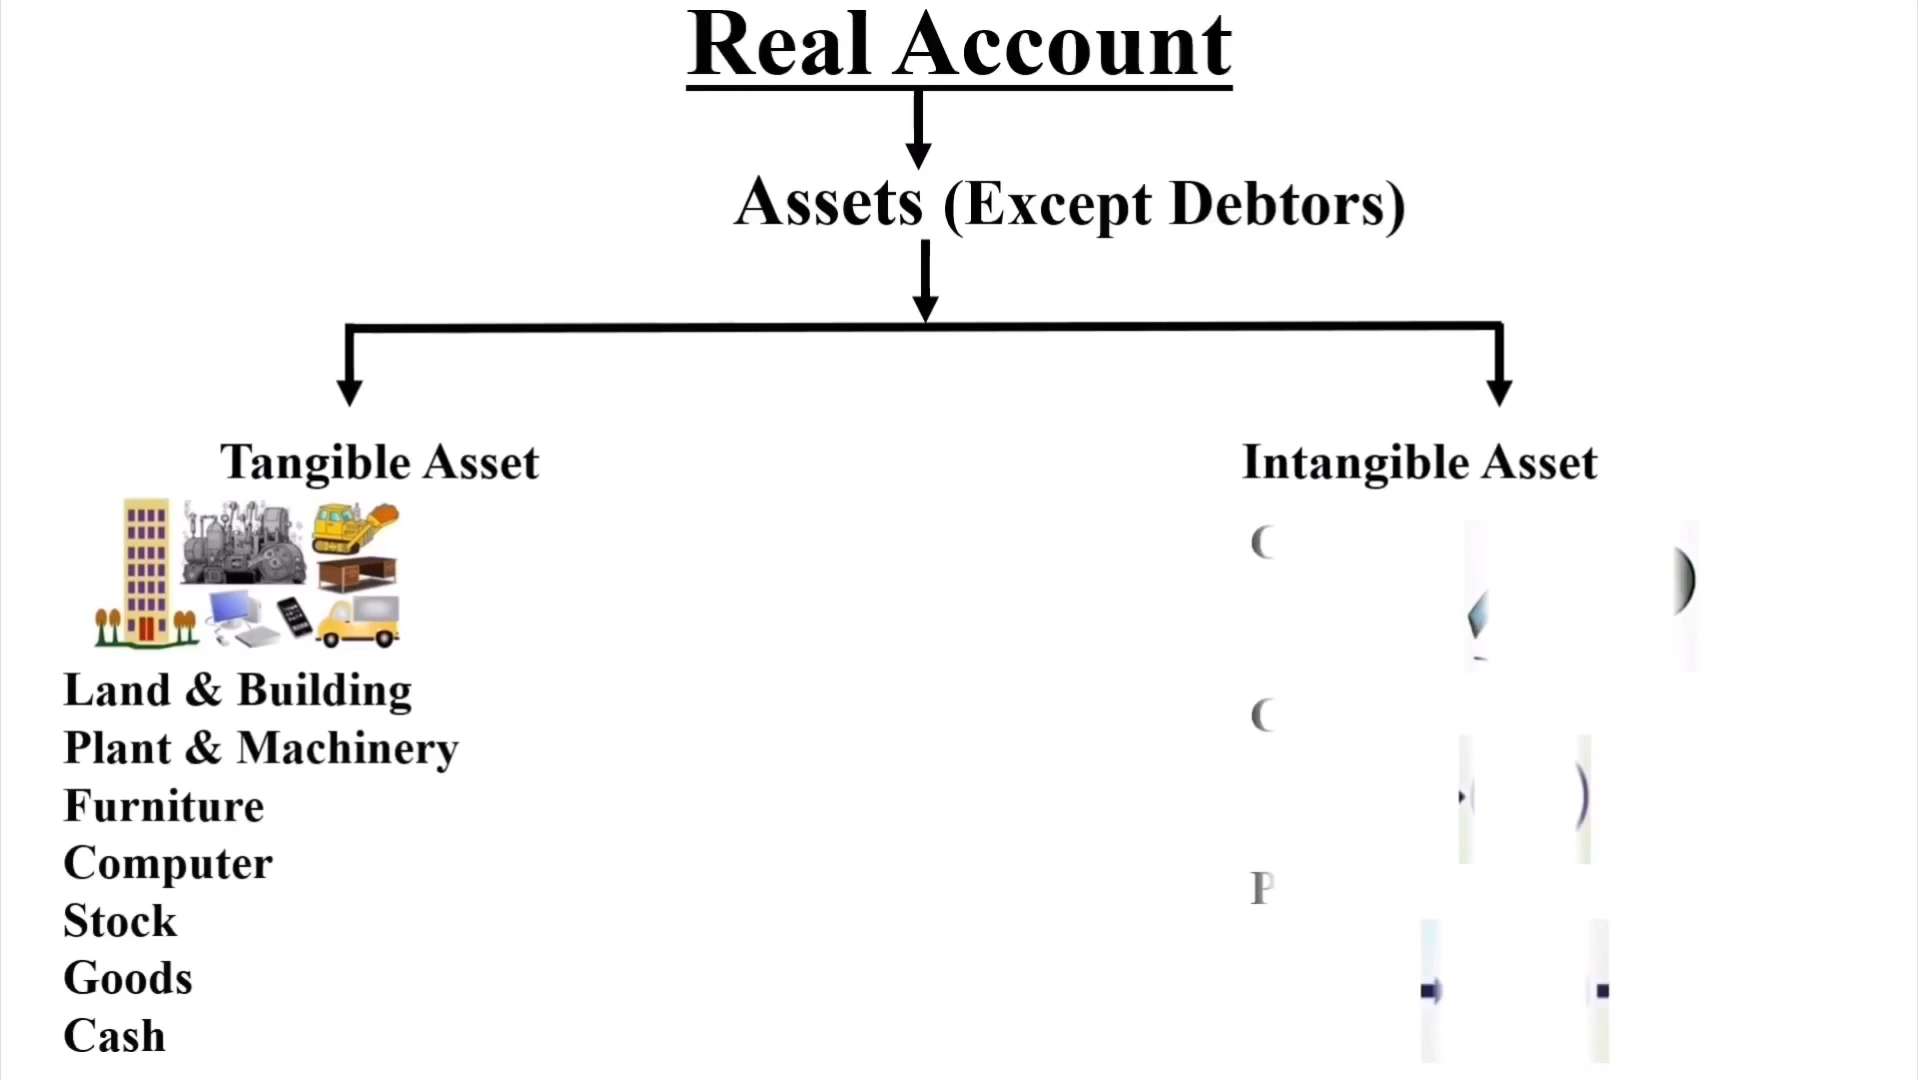 Real Account
Assets (Except Debtors)
Tangible Asset
Intangible Asset
Land & Building
Plant & Machinery
Furniture
Computer
Stock
Goods
Cash